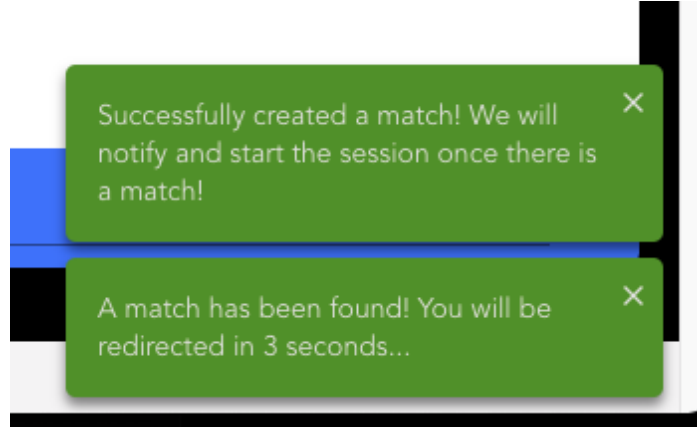 Successfully created a match! We will
notify and start the session once there is
a match!
A match has been found! You will be
redirected in 3 seconds...